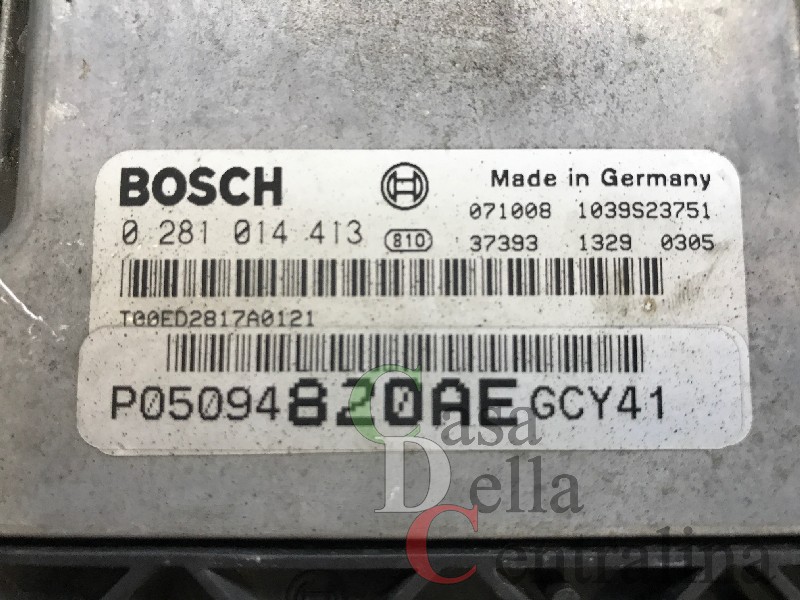 BOSCH
Made in Germany
071008 1039S23751
0 281 014 413
810
37393 1329 0305
T00ED2817A0121
P05094820AE GCY41
Casa
Della
Centralina